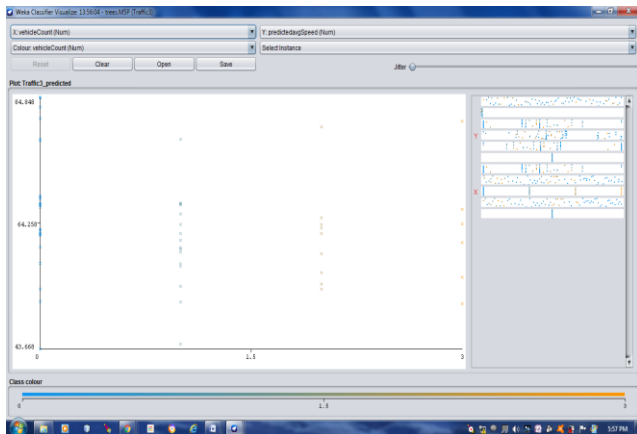 Weka Classifier Visualize: 13:56:04 - trees.M5P (Traffic3)
X: vehicleCount (Num)
Y: predictedavgSpeed (Num)
Colour: vehicleCount (Num)
Select Instance
Reset
Clear
Open
Save
Jitter
Plot: Traffic3_predicted
84.848
64.258
43.668
0
1.5
3
Y
X
Class colour
0
1.5
3
5:57 PM